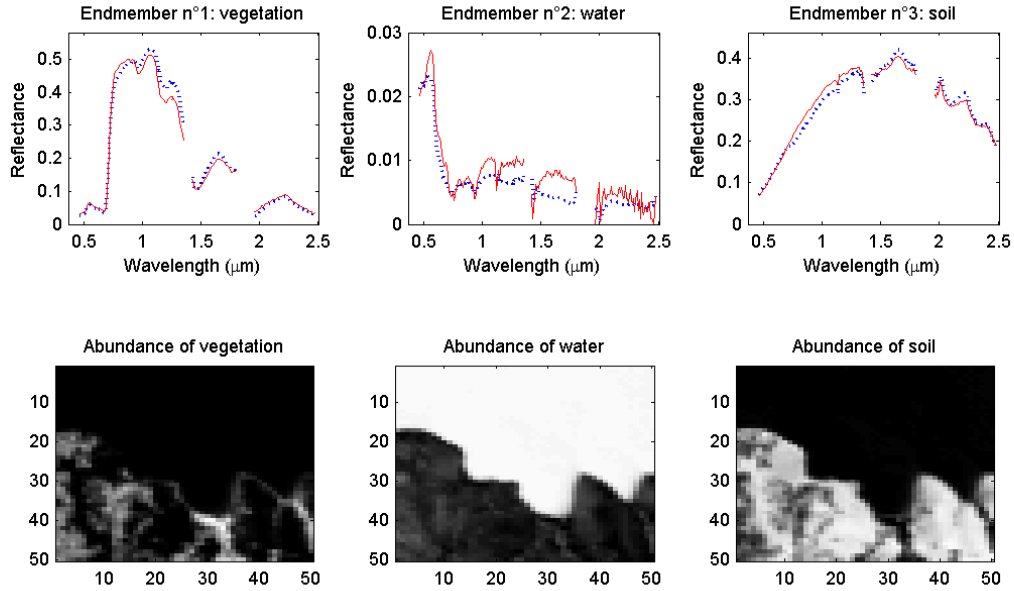 Endmember n°1: vegetation
Endmember n°2: water
Endmember n°3: soil
Reflectance
0.5
0.4
0.3
0.2
0.1
0
0.5 1 1.5 2 2.5
Wavelength (μm)
Reflectance
0.03
0.02
0.01
0
0.5 1 1.5 2 2.5
Wavelength (μm)
Reflectance
0.4
0.3
0.2
0.1
0
0.5 1 1.5 2 2.5
Wavelength (μm)
Abundance of vegetation
10
20
30
40
50
10 20 30 40 50
Abundance of water
10
20
30
40
50
10 20 30 40 50
Abundance of soil
10
20
30
40
50
10 20 30 40 50